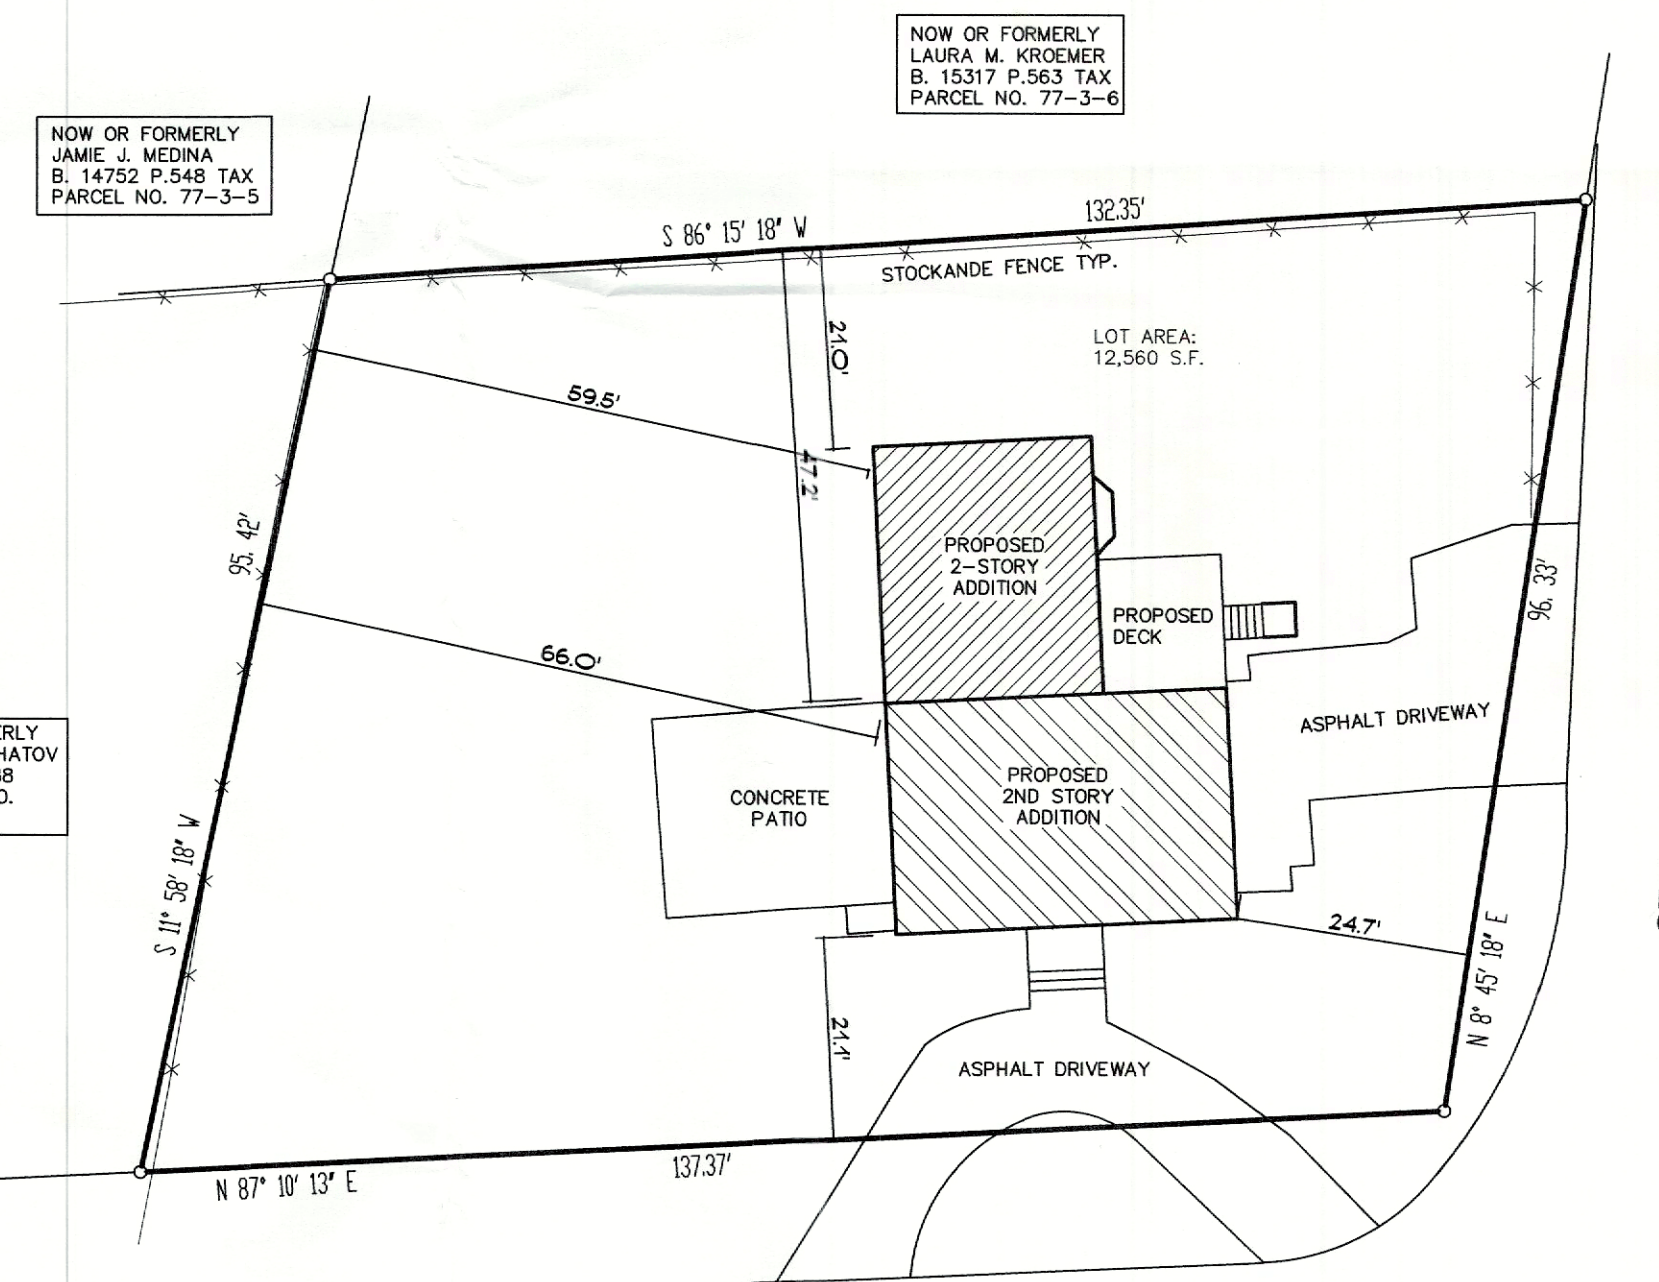 NOW OR FORMERLY
LAURA M. KROEMER
B. 15317 P.563 TAX
PARCEL NO. 77-3-6
NOW OR FORMERLY
JAMIE J. MEDINA
B. 14752 P.548 TAX
PARCEL NO. 77-3-5
S 86° 15' 18" W
132.35'
STOCKANDE FENCE TYP.
LOT AREA:
12,560 S.F.
21.0'
59.5'
47.2'
95. 42'
PROPOSED
2-STORY
ADDITION
96. 33'
PROPOSED
DECK
66.0'
ASPHALT DRIVEWAY
ERLY
HATOV
CONCRETE
PATIO
PROPOSED
2ND STORY
ADDITION
S 11° 58' 18" W
24.7'
N 8° 45' 18" E
21.1'
ASPHALT DRIVEWAY
137.37'
N 87° 10' 13" E